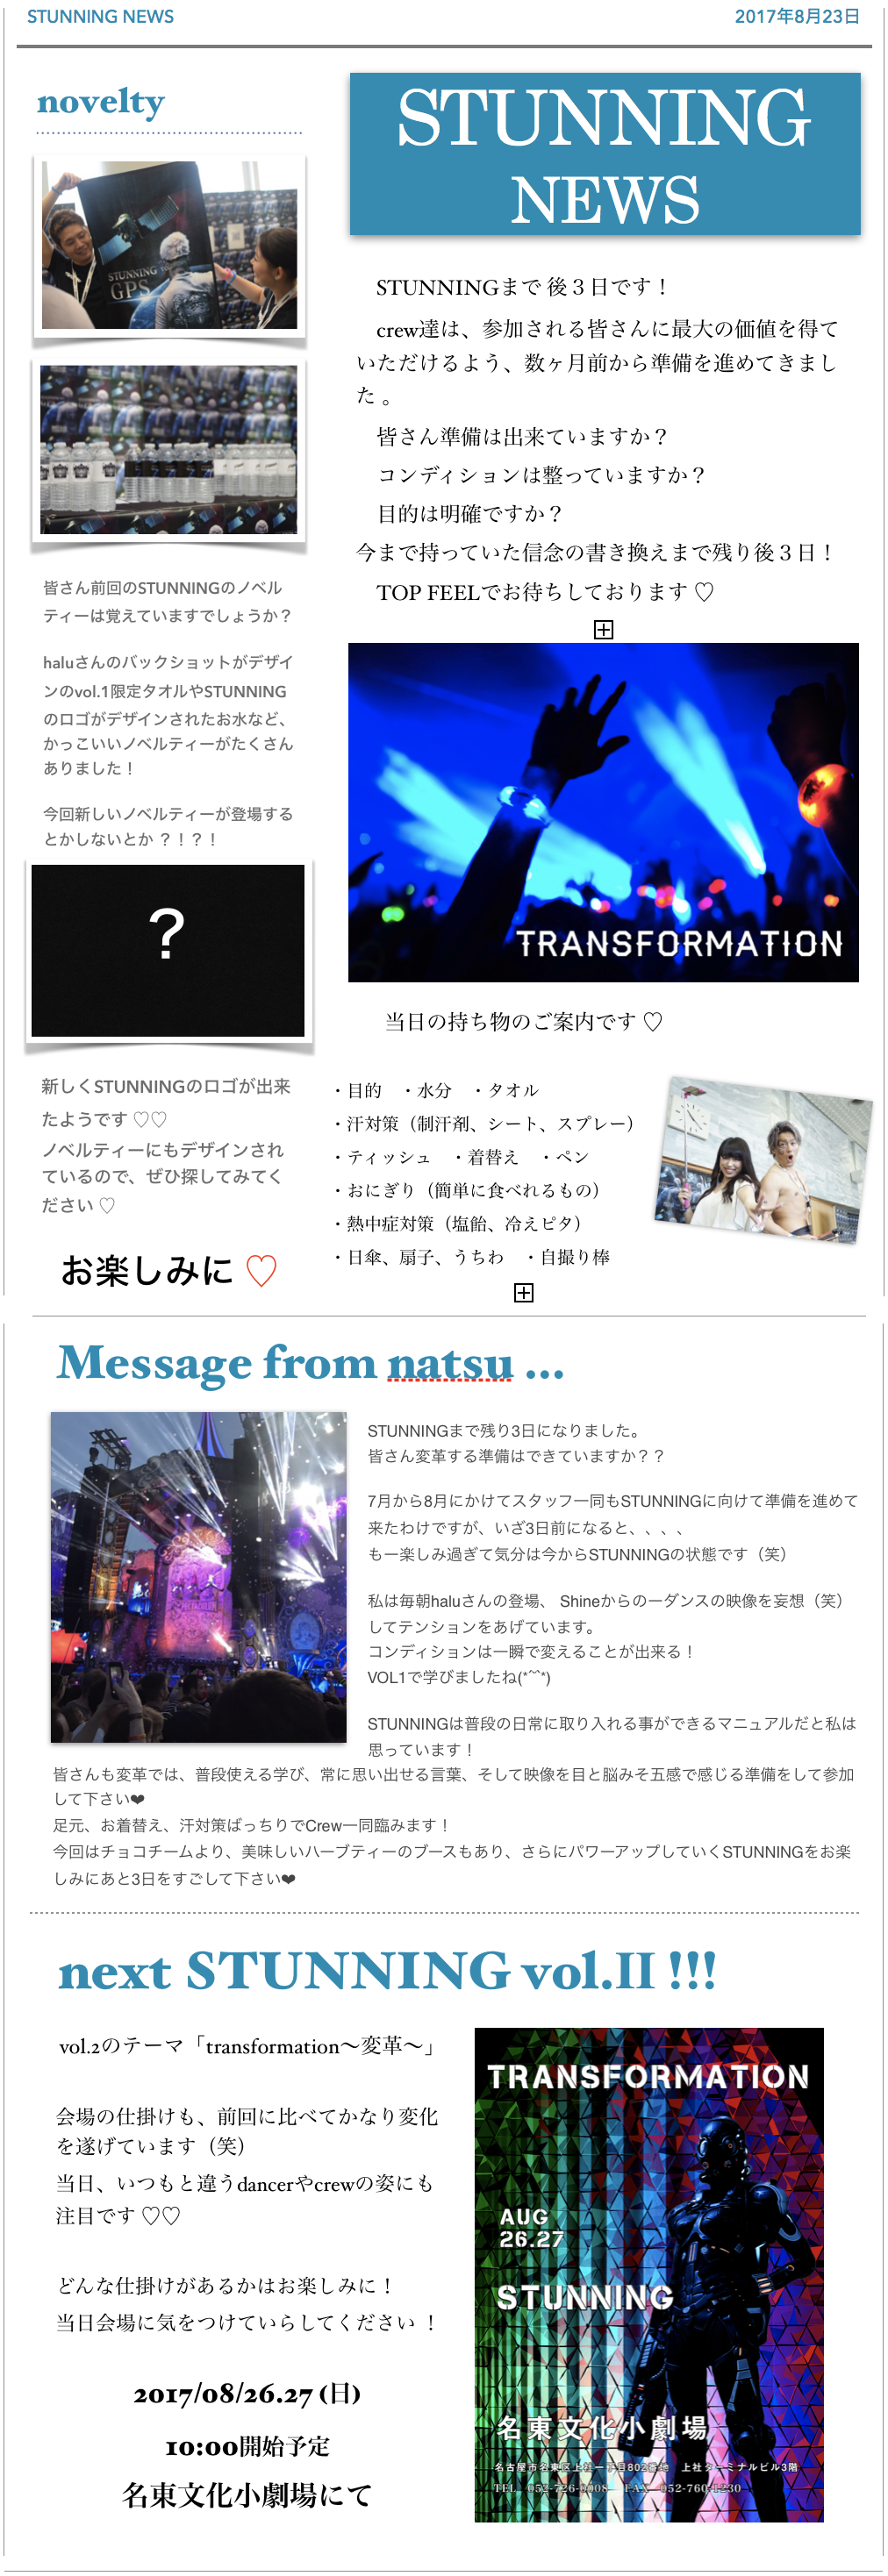 STUNNING NEWS
2017年8月23日
novelty
STUNNING
GPS
皆さん前回のSTUNNINGのノベル
ティーは覚えていますでしょうか？
haluさんのバックショットがデザイ
ンのvol.1限定タオルやSTUNNING
のロゴがデザインされたお水など、
かっこいいノベルティーがたくさん
ありました！
今回新しいノベルティーが登場する
とかしないとか ？！？！
？
新しくSTUNNINGのロゴが出来
たようです ♡♡
ノベルティーにもデザインされ
ているので、ぜひ探してみてく
ださい ♡
お楽しみに ♡
STUNNING
NEWS
STUNNINGまで 後３日です！
crew達は、参加される皆さんに最大の価値を得て
いただけるよう、数ヶ月前から準備を進めてきまし
た 。
皆さん準備は出来ていますか？
コンディションは整っていますか？
目的は明確ですか？
今まで持っていた信念の書き換えまで残り後３日！
TOP FEELでお待ちしております ♡
TRANSFORMATION
当日の持ち物のご案内です ♡
・目的　・水分　・タオル
・汗対策（制汗剤、シート、スプレー）
・ティッシュ　・着替え　・ペン
・おにぎり（簡単に食べれるもの）
・熱中症対策（塩飴、冷えピタ）
・日傘、扇子、うちわ　・自撮り棒
Message from natsu ...
STUNNINGまで残り3日になりました。
皆さん変革する準備はできていますか？？
7月から8月にかけてスタッフ一同もSTUNNINGに向けて準備を進めて
来たわけですが、いざ3日前になると、、、、
もー楽しみ過ぎて気分は今からSTUNNINGの状態です（笑）
私は毎朝haluさんの登場、 Shineからのーダンスの映像を妄想（笑）
してテンションをあげています。
コンディションは一瞬で変えることが出来る！
VOL1で学びましたね(*^^*)
STUNNINGは普段の日常に取り入れる事ができるマニュアルだと私は
思っています！
皆さんも変革では、普段使える学び、常に思い出せる言葉、そして映像を目と脳みそ五感で感じる準備をして参加
して下さい❤
足元、お着替え、汗対策ばっちりでCrew一同臨みます！
今回はチョコチームより、美味しいハーブティーのブースもあり、さらにパワーアップしていくSTUNNINGをお楽
しみにあと3日をすごして下さい❤
next STUNNING vol.II !!!
vol.2のテーマ「transformation〜変革〜」
会場の仕掛けも、前回に比べてかなり変化
を遂げています（笑）
当日、いつもと違うdancerやcrewの姿にも
注目です ♡♡
どんな仕掛けがあるかはお楽しみに！
当日会場に気をつけていらしてください ！
2017/08/26.27 (日)
10:00開始予定
名東文化小劇場にて
TRANSFORMATION
AUG
26.27
STUNNING
名東文化小劇場
名古屋市名東区上社一丁目802番地　上社ターミナルビル3階
TEL 052-726-0008 FAX 052-760-1230